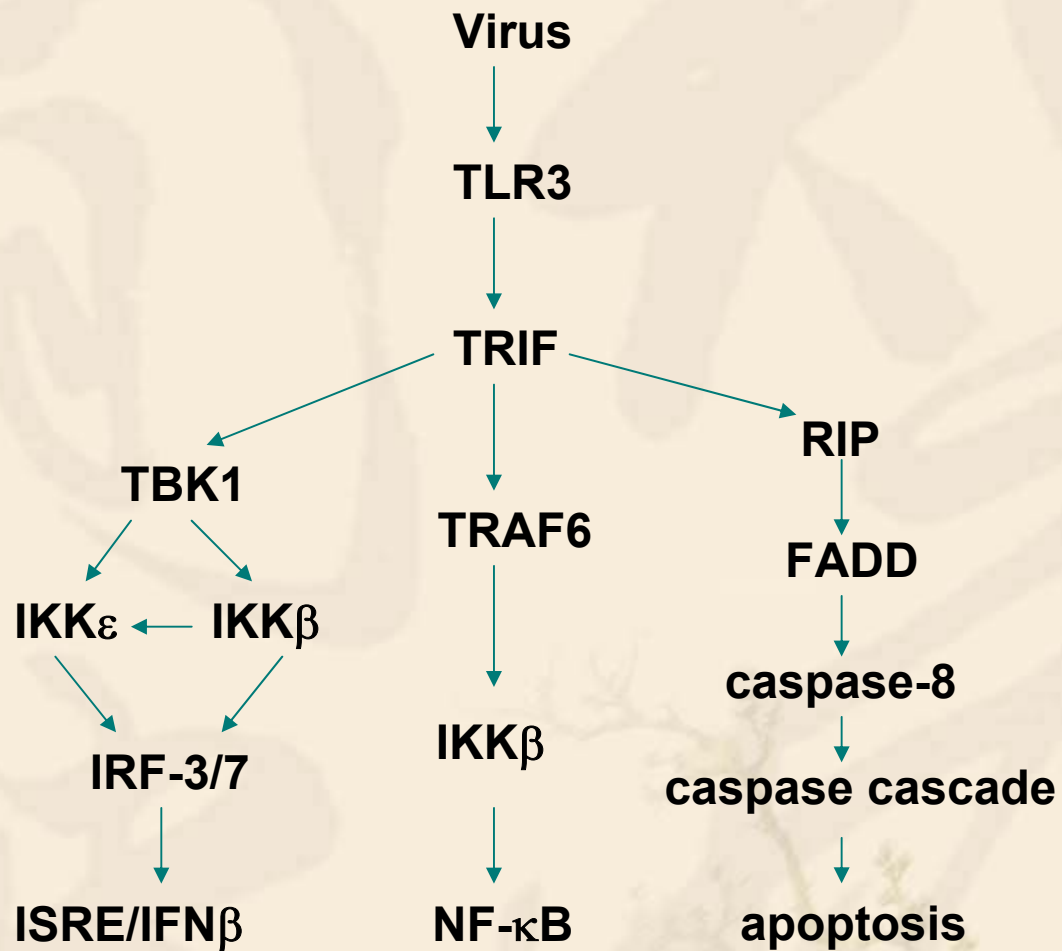 Virus
TLR3
TRIF
TBK1
IKKε
IKKβ
IRF-3/7
ISRE/IFNβ
TRAF6
IKKβ
NF-κB
RIP
FADD
caspase-8
caspase cascade
apoptosis